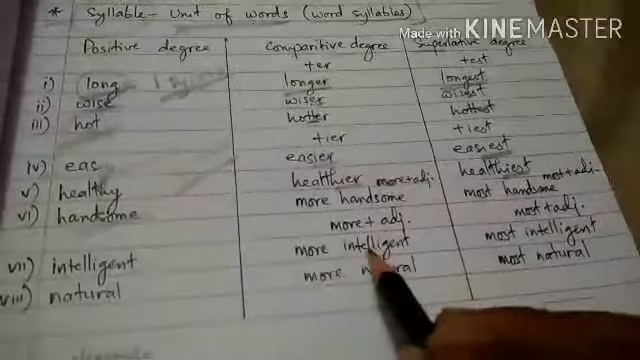 Made with KINEMASTER
* Syllable - Unit of words (Word syllables)
Positive degree Comparitive degree Superlative degree
+er +est
i) long longer longest
ii) wise wiser wisest
iii) hot hotter hottest
+ier +iest
iv) eas easier easiest
v) healthy healthier healthiest
more+adj. most+adj.
vi) handsome more handsome most handsome
more + adj. most+adj.
vii) intelligent more intelligent most intelligent
viii) natural more natural most natural